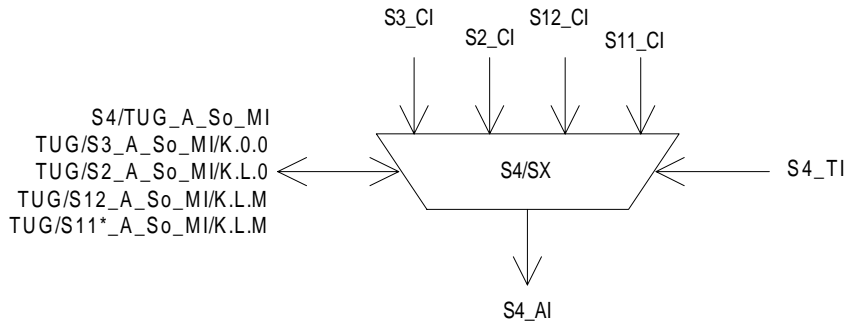 S3_CI
S12_CI
S2_CI
S11_CI
S4/TUG_A_So_MI
TUG/S3_A_So_MI/K.0.0
TUG/S2_A_So_MI/K.L.0
TUG/S12_A_So_MI/K.L.M
TUG/S11*_A_So_MI/K.L.M
S4/SX
S4_TI
S4_AI